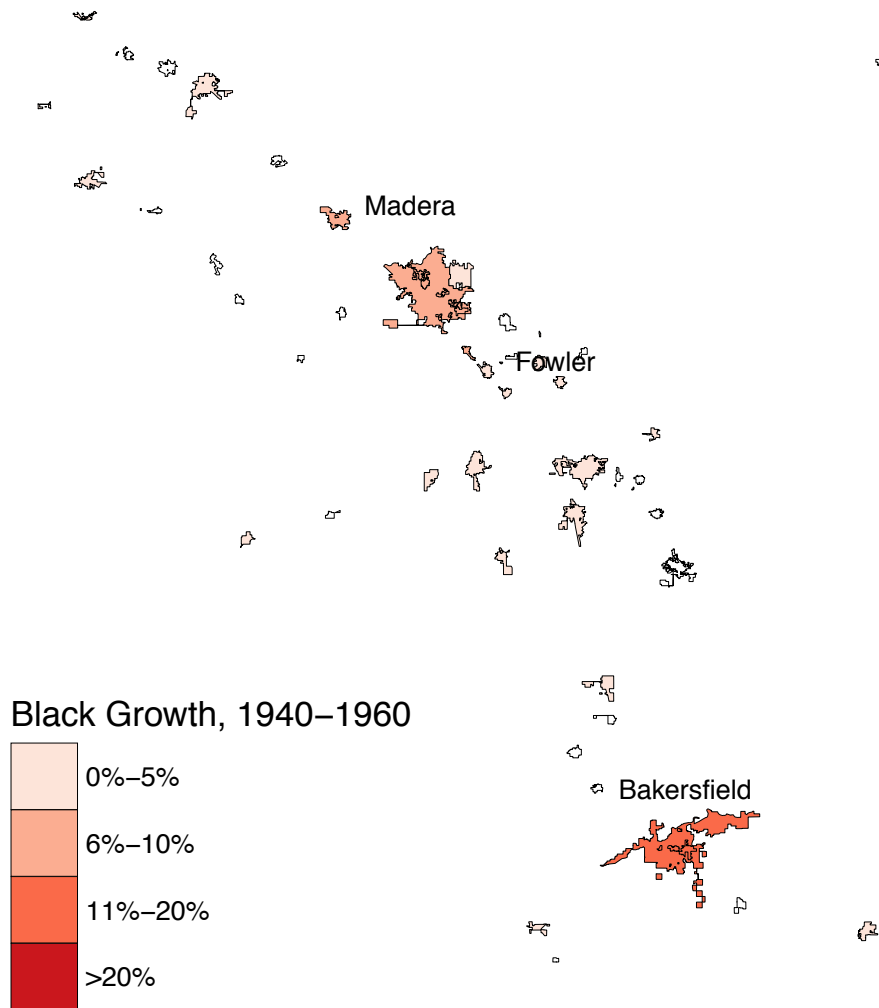 Madera
Fowler
Black Growth, 1940–1960
0%–5%
6%–10%
11%–20%
>20%
Bakersfield